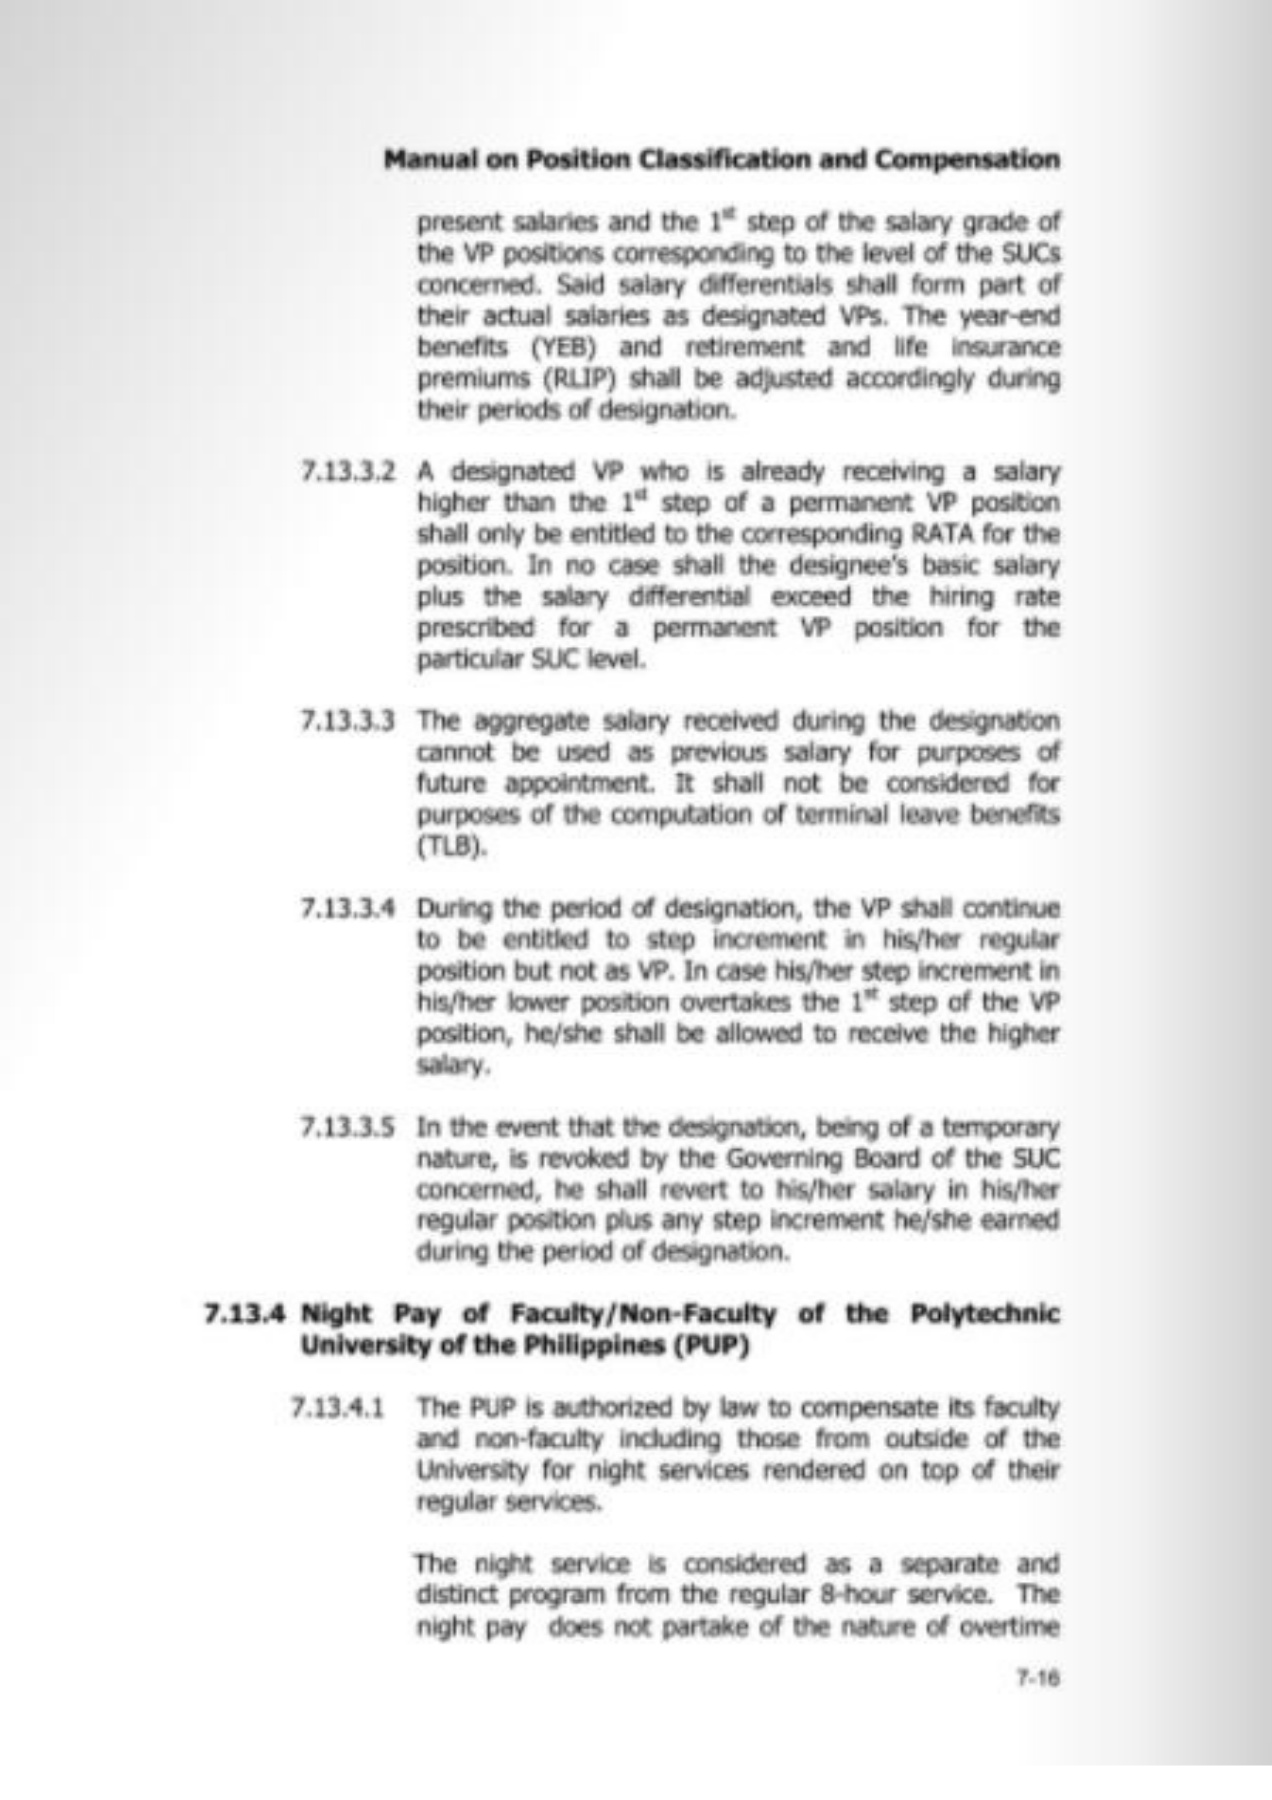 Manual on Position Classification and Compensation
present salaries and the 1st step of the salary grade of
the VP positions corresponding to the level of the SUCs
concerned. Said salary differentials shall form part of
their actual salaries as designated VPs. The year-end
benefits (YEB) and retirement and life insurance
premiums (RLIP) shall be adjusted accordingly during
their periods of designation.
7.13.3.2 A designated VP who is already receiving a salary
higher than the 1st step of a permanent VP position
shall only be entitled to the corresponding RATA for the
position. In no case shall the designee's basic salary
plus the salary differential exceed the hiring rate
prescribed for a permanent VP position for the
particular SUC level.
7.13.3.3 The aggregate salary received during the designation
cannot be used as previous salary for purposes of
future appointment. It shall not be considered for
purposes of the computation of terminal leave benefits
(TLB).
7.13.3.4 During the period of designation, the VP shall continue
to be entitled to step increment in his/her regular
position but not as VP. In case his/her step increment in
his/her lower position overtakes the 1st step of the VP
position, he/she shall be allowed to receive the higher
salary.
7.13.3.5 In the event that the designation, being of a temporary
nature, is revoked by the Governing Board of the SUC
concerned, he shall revert to his/her salary in his/her
regular position plus any step increment he/she earned
during the period of designation.
7.13.4 Night Pay of Faculty/Non-Faculty of the Polytechnic
University of the Philippines (PUP)
7.13.4.1 The PUP is authorized by law to compensate its faculty
and non-faculty including those from outside of the
University for night services rendered on top of their
regular services.
The night service is considered as a separate and
distinct program from the regular 8-hour service. The
night pay does not partake of the nature of overtime
7-16